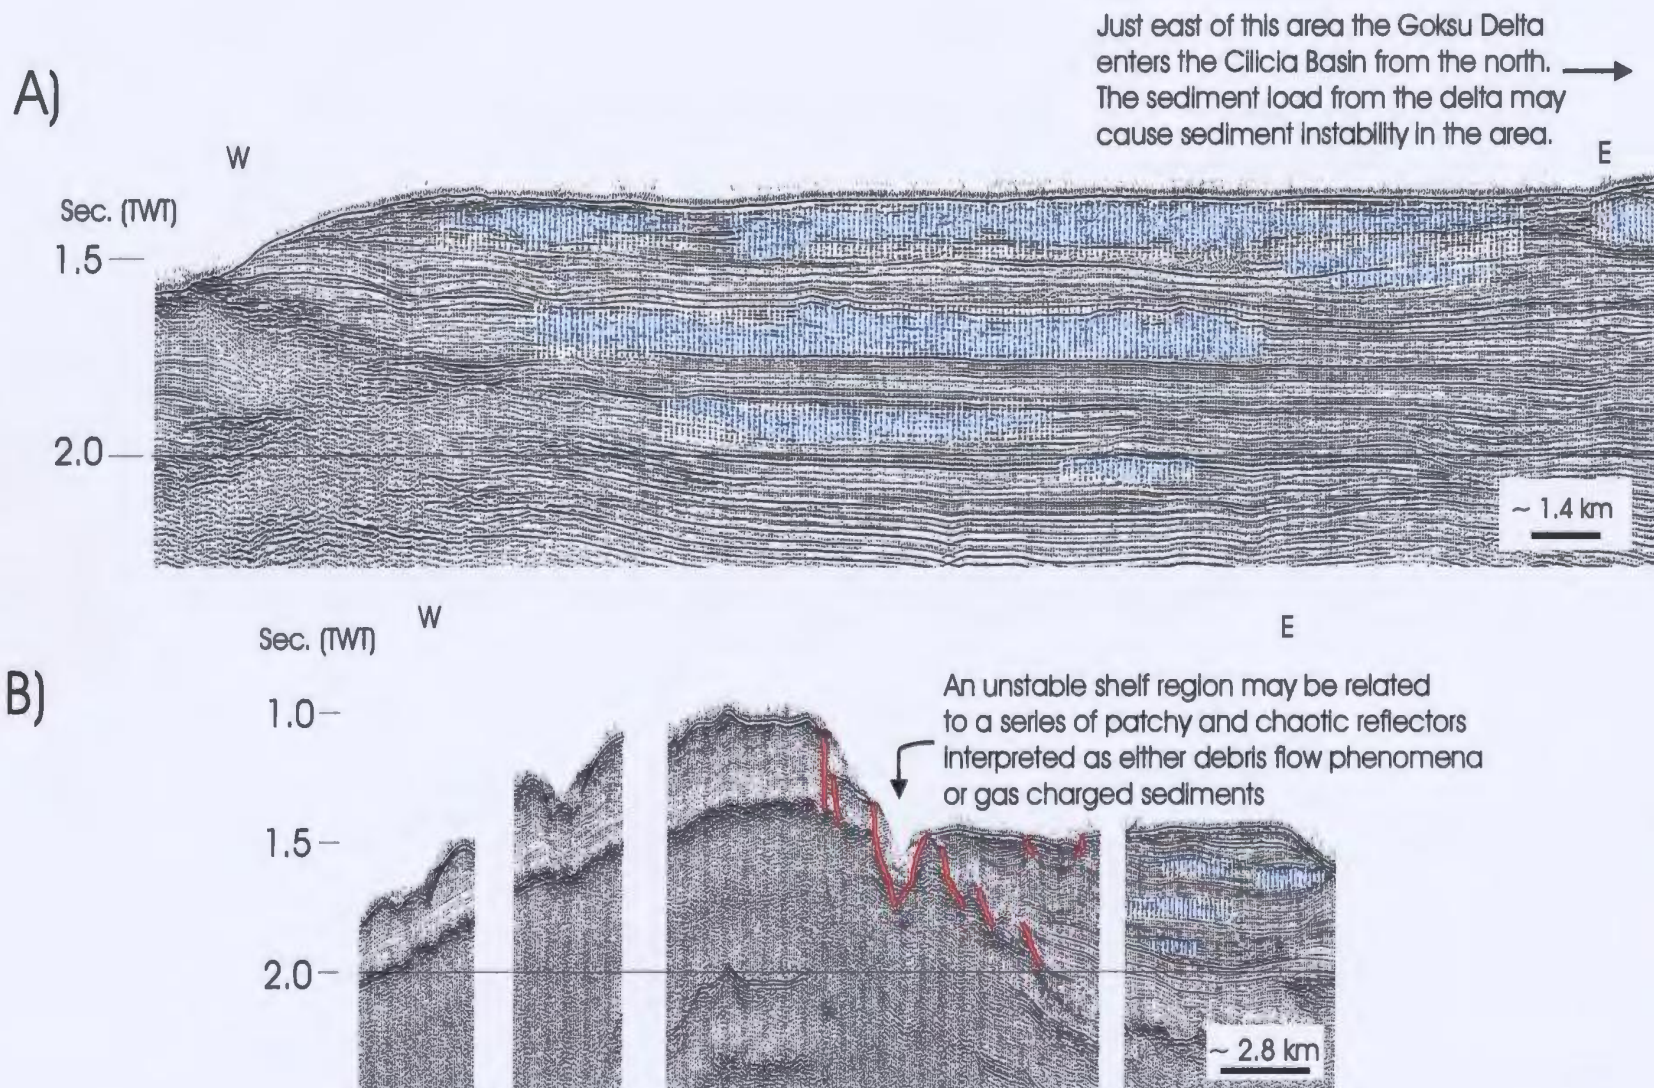 Just east of this area the Goksu Delta
enters the Cilicia Basin from the north.
The sediment load from the delta may
cause sediment instability in the area.
A)
W
E
Sec. (TWT)
1.5
2.0
~ 1.4 km
W
E
Sec. (TWT)
B)
An unstable shelf region may be related
to a series of patchy and chaotic reflectors
interpreted as either debris flow phenomena
or gas charged sediments
1.0
1.5
2.0
~ 2.8 km